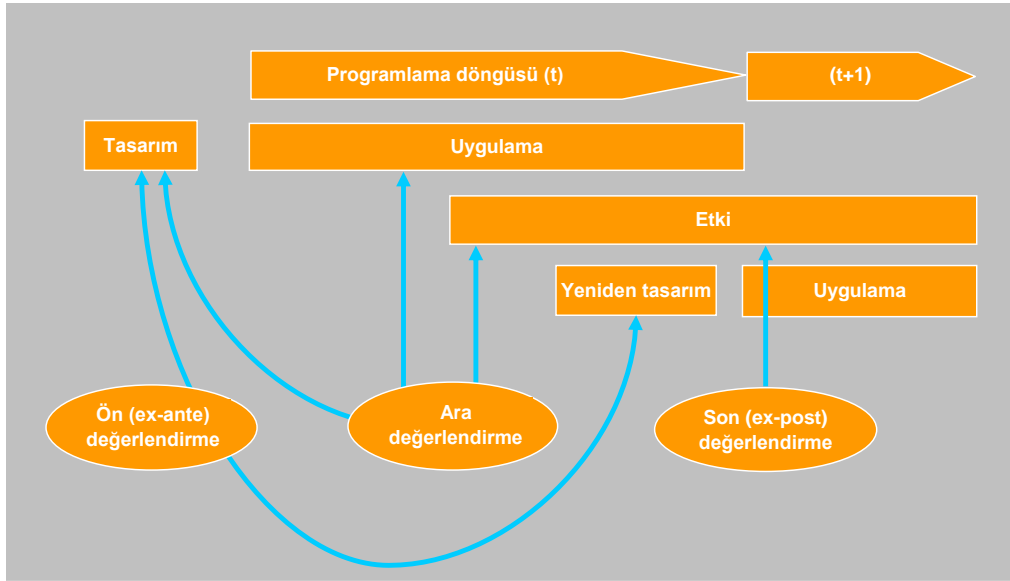 Programlama döngüsü (t)
(t+1)
Tasarım
Uygulama
Etki
Yeniden tasarım
Uygulama
Ön (ex-ante)
değerlendirme
Ara
değerlendirme
Son (ex-post)
değerlendirme